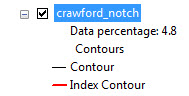 crawford_notch
Data percentage: 4.8
Contours
Contour
Index Contour